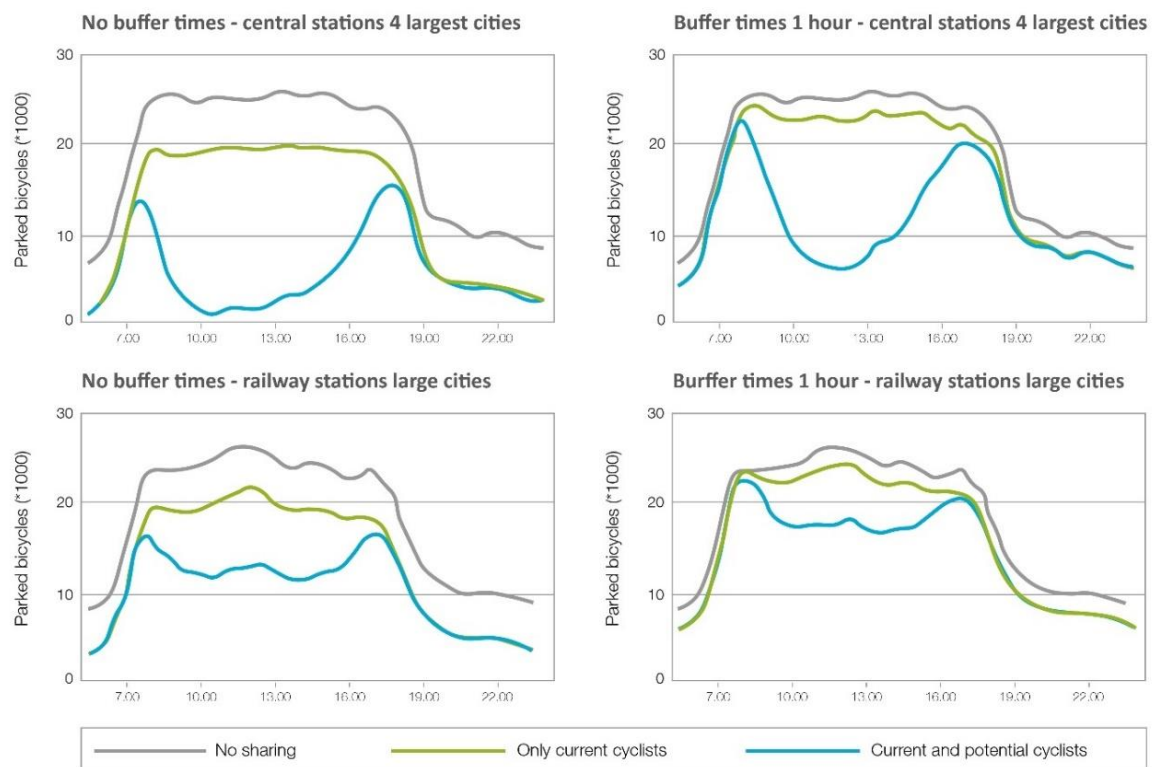 No buffer times - central stations 4 largest cities
Parked bicycles (*1000)
30
20
10
0
7.00 10.00 13.00 16.00 19.00 22.00
Buffer times 1 hour - central stations 4 largest cities
Parked bicycles (*1000)
30
20
10
0
7.00 10.00 13.00 16.00 19.00 22.00
No buffer times - railway stations large cities
Parked bicycles (*1000)
30
20
10
0
7.00 10.00 13.00 16.00 19.00 22.00
Burffer times 1 hour - railway stations large cities
Parked bicycles (*1000)
30
20
10
0
7.00 10.00 13.00 16.00 19.00 22.00
No sharing Only current cyclists Current and potential cyclists